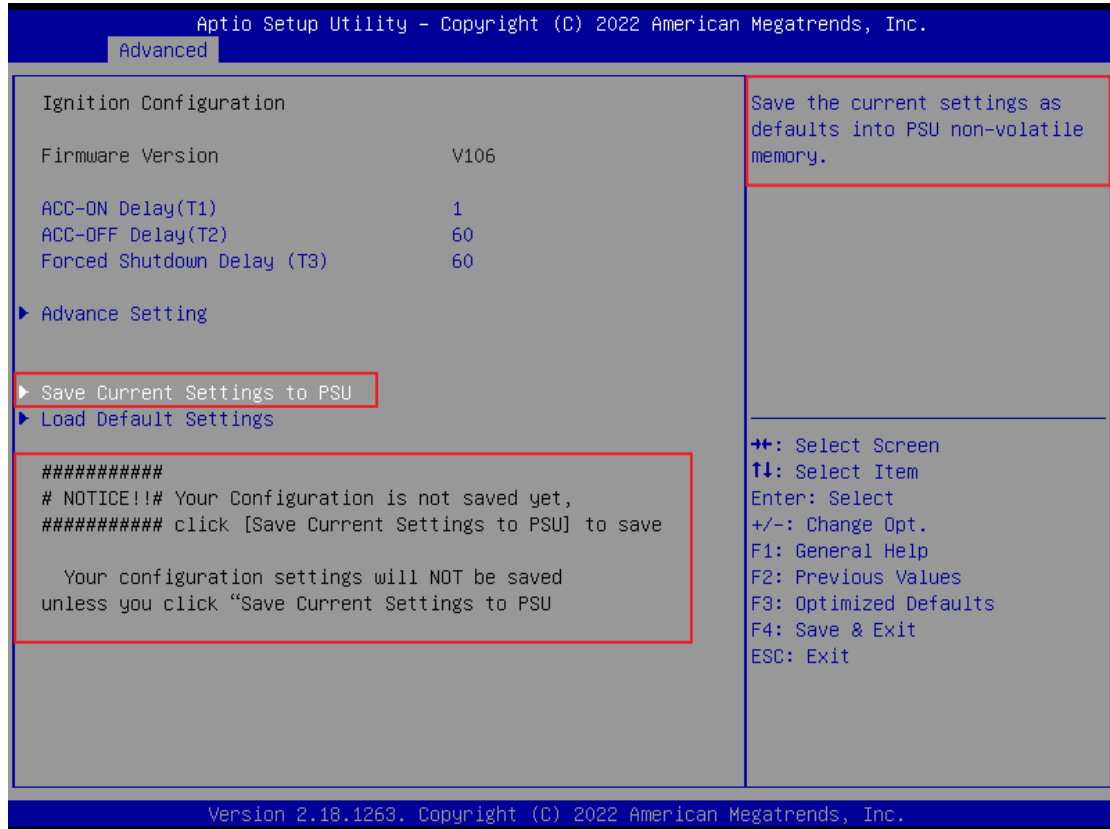 Aptio Setup Utility – Copyright (C) 2022 American Megatrends, Inc.
Advanced
Ignition Configuration
Firmware Version V106
ACC-ON Delay(T1) 1
ACC-OFF Delay(T2) 60
Forced Shutdown Delay (T3) 60
▶ Advance Setting
▶ Save Current Settings to PSU
▶ Load Default Settings
###########
# NOTICE!!# Your Configuration is not saved yet,
########### click [Save Current Settings to PSU] to save
Your configuration settings will NOT be saved
unless you click “Save Current Settings to PSU
Save the current settings as
defaults into PSU non-volatile
memory.
→←: Select Screen
↑↓: Select Item
Enter: Select
+/-: Change Opt.
F1: General Help
F2: Previous Values
F3: Optimized Defaults
F4: Save & Exit
ESC: Exit
Version 2.18.1263. Copyright (C) 2022 American Megatrends, Inc.